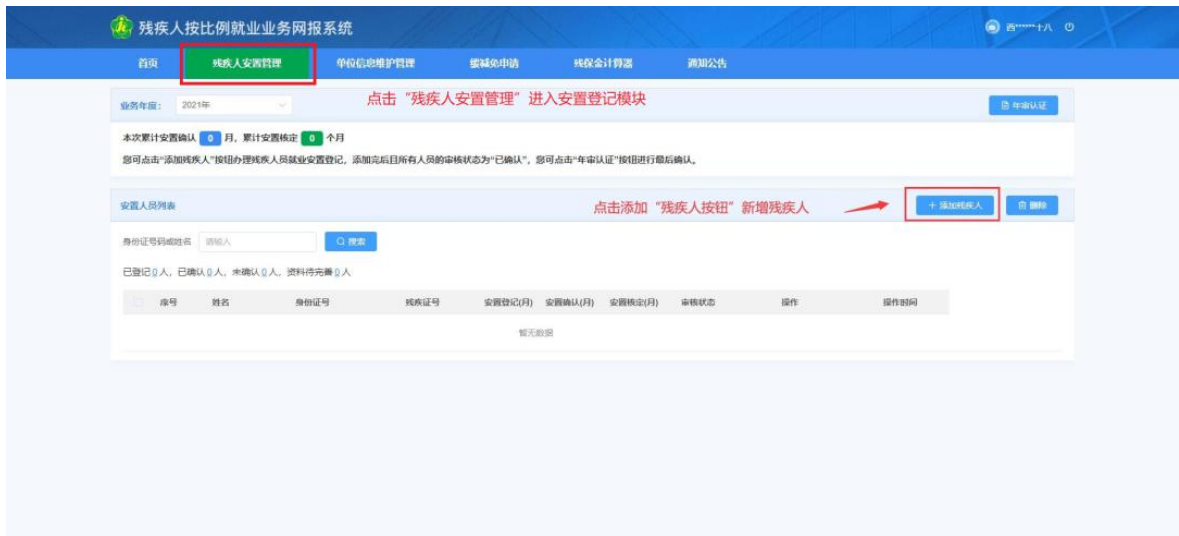 残疾人按比例就业业务网报系统
西******十八
首页 残疾人安置管理 单位信息维护管理 缓减免申请 残保金计算器 通知公告
点击“残疾人安置管理”进入安置登记模块
业务年度: 2021年 年审认证
本次累计安置确认 0 月, 累计安置核定 0 个月
您可点击“添加残疾人”按钮办理残疾人员就业安置登记, 添加完后且所有人员的审核状态为“已确认”, 您可点击“年审认证”按钮进行最后确认。
安置人员列表 点击添加“残疾人按钮”新增残疾人 + 添加残疾人 删除
身份证号码或姓名 请输入 搜索
已登记0人, 已确认0人, 未确认0人, 资料待完善0人
序号 姓名 身份证号 残疾证号 安置登记(月) 安置确认(月) 安置核定(月) 审核状态 操作 操作时间
暂无数据